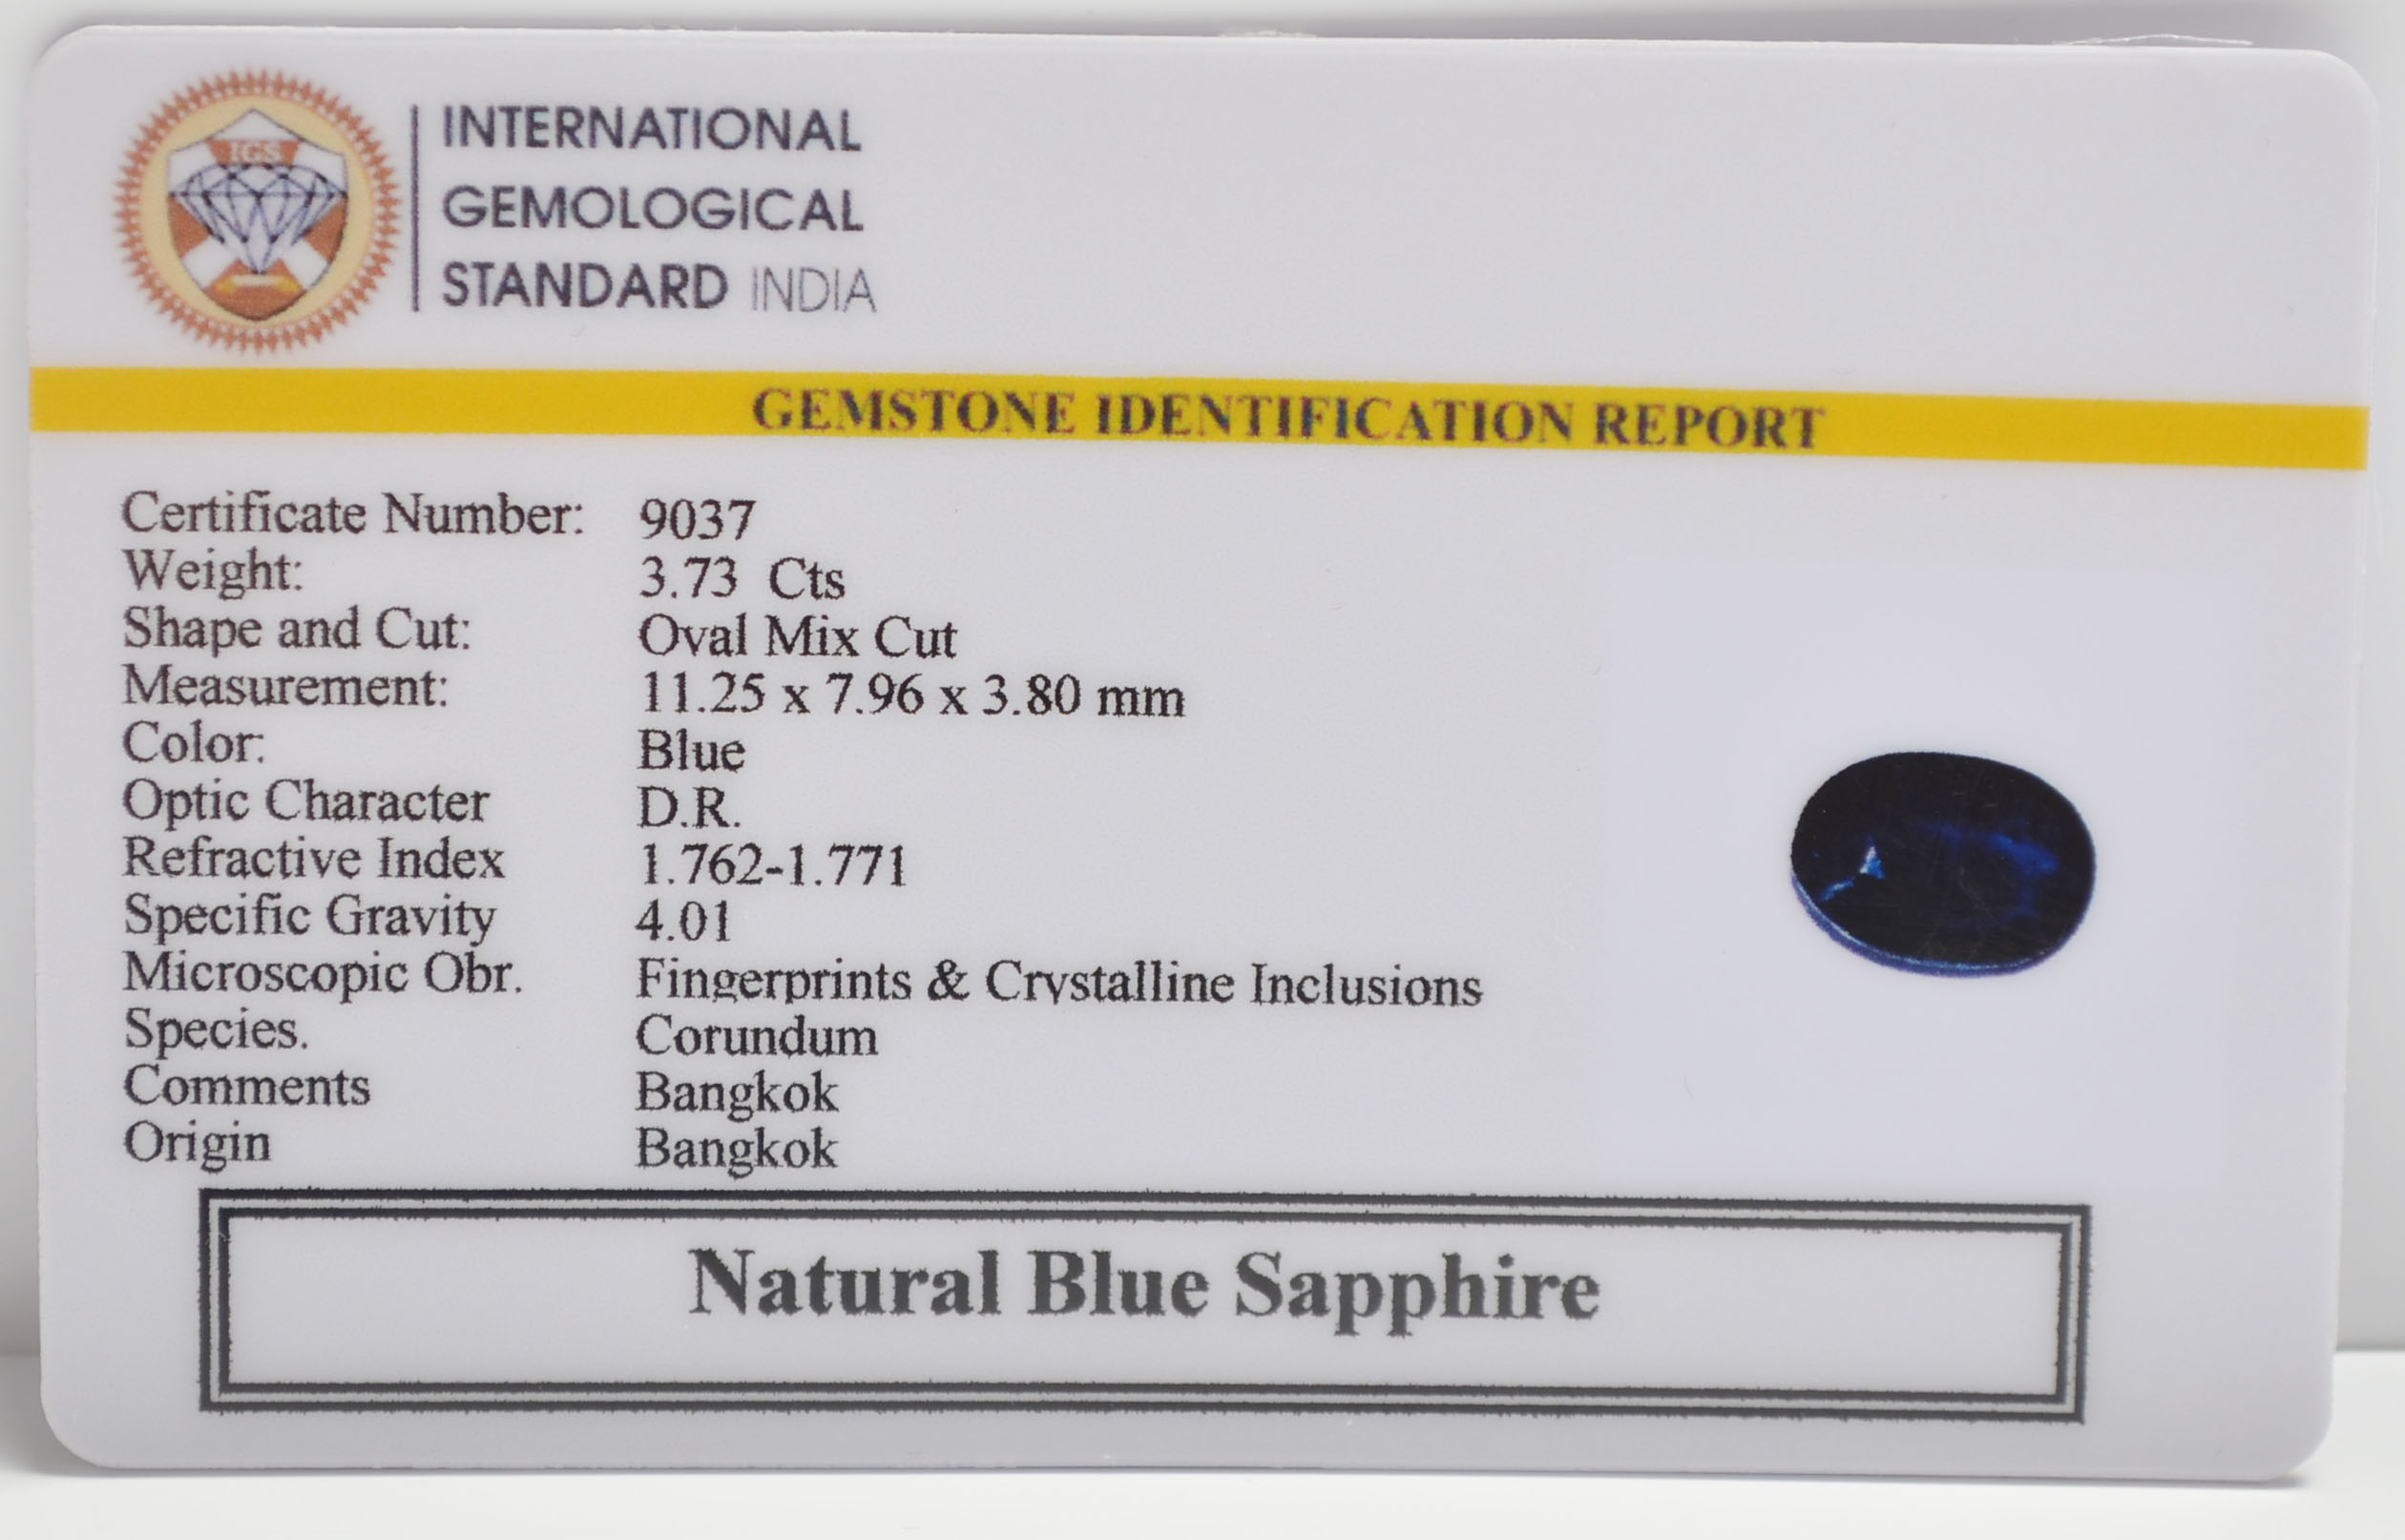 IGS
INTERNATIONAL
GEMOLOGICAL
STANDARD INDIA
GEMSTONE IDENTIFICATION REPORT
Certificate Number: 9037
Weight: 3.73 Cts
Shape and Cut: Oval Mix Cut
Measurement: 11.25 x 7.96 x 3.80 mm
Color: Blue
Optic Character D.R.
Refractive Index 1.762-1.771
Specific Gravity 4.01
Microscopic Obr. Fingerprints & Crystalline Inclusions
Species. Corundum
Comments Bangkok
Origin Bangkok
Natural Blue Sapphire